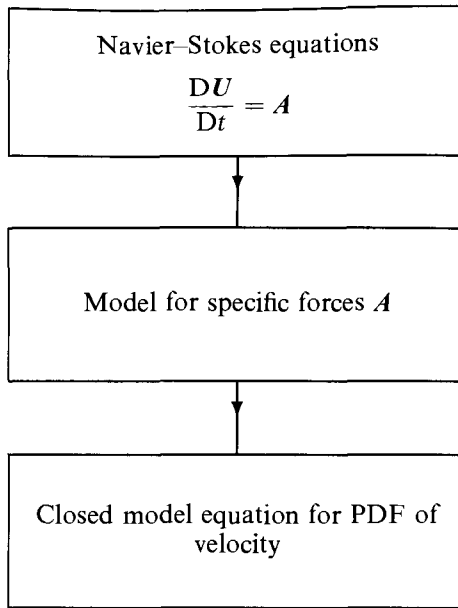 Navier–Stokes equations
DU/Dt = A
Model for specific forces A
Closed model equation for PDF of
velocity